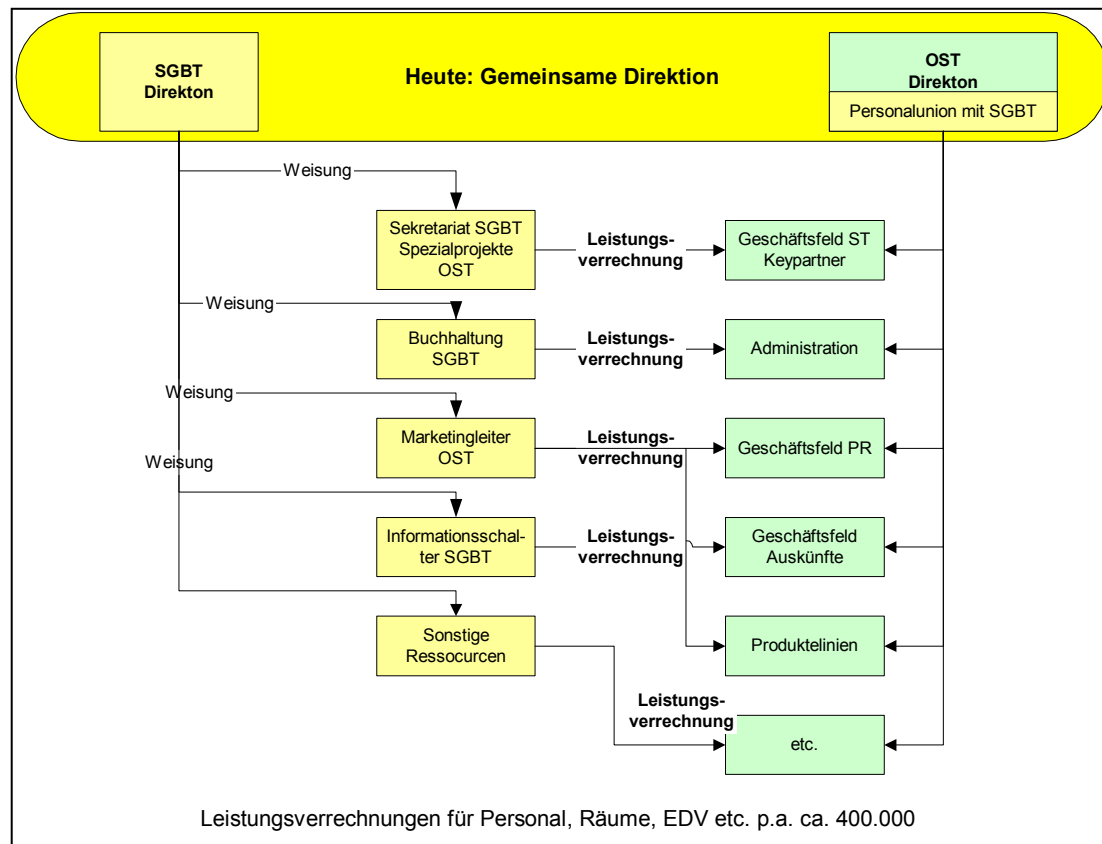 SGBT
Direkton
Heute: Gemeinsame Direktion
OST
Direkton
Personalunion mit SGBT
Weisung
Sekretariat SGBT
Spezialprojekte
OST
Leistungs-
verrechnung
Geschäftsfeld ST
Keypartner
Weisung
Buchhaltung
SGBT
Leistungs-
verrechnung
Administration
Weisung
Marketingleiter
OST
Leistungs-
verrechnung
Geschäftsfeld PR
Weisung
Informationsschal-
ter SGBT
Leistungs-
verrechnung
Geschäftsfeld
Auskünfte
Sonstige
Ressocurcen
Produktelinien
Leistungs-
verrechnung
etc.
Leistungsverrechnungen für Personal, Räume, EDV etc. p.a. ca. 400.000